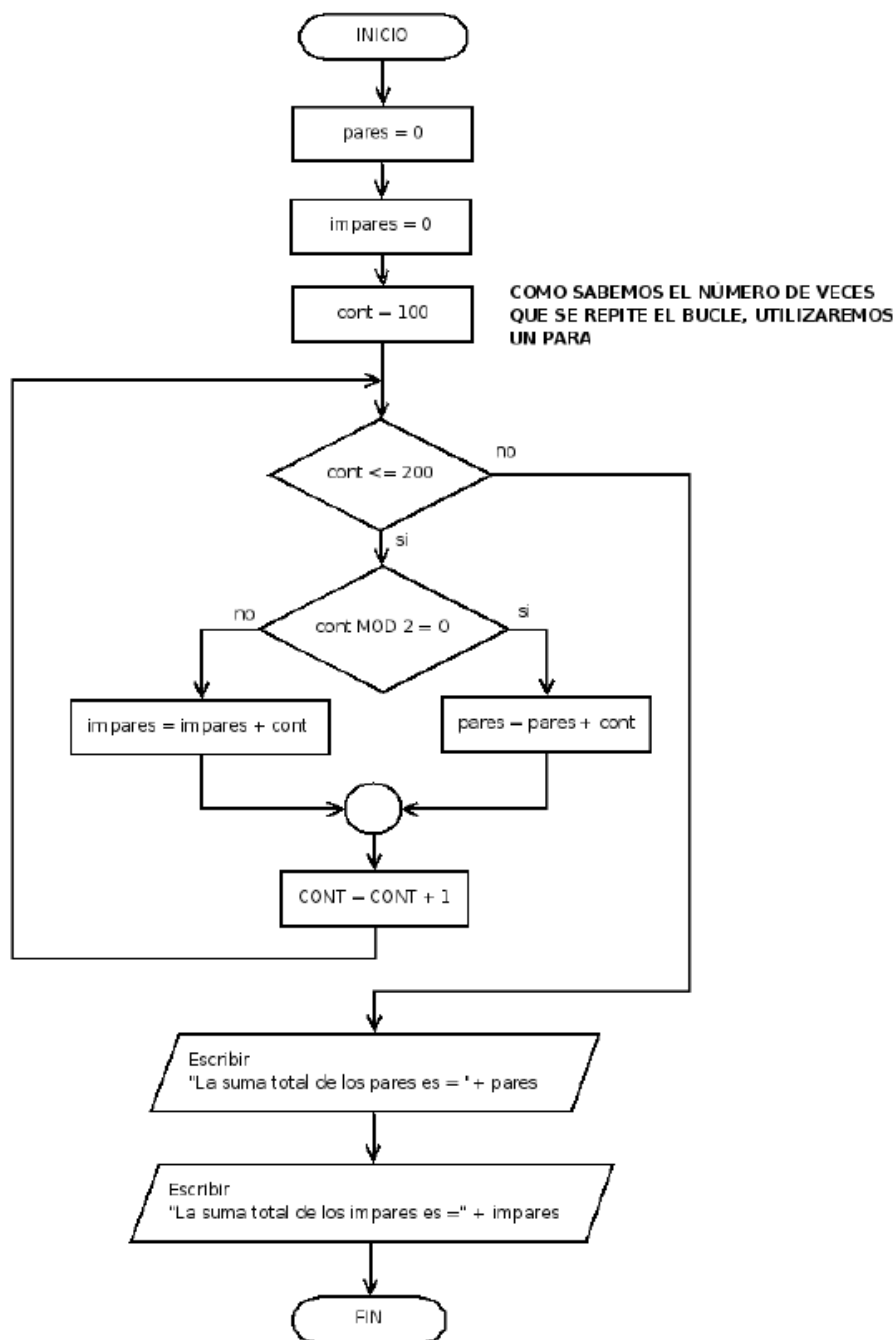 INICIO
pares = 0
impares = 0
cont = 100
COMO SABEMOS EL NÚMERO DE VECES
QUE SE REPITE EL BUCLE, UTILIZAREMOS
UN PARA
cont <= 200
no
si
cont MOD 2 = 0
no
si
impares = impares + cont
pares = pares + cont
CONT = CONT + 1
Escribir
"La suma total de los pares es = "+ pares
Escribir
"La suma total de los impares es =" + impares
FIN